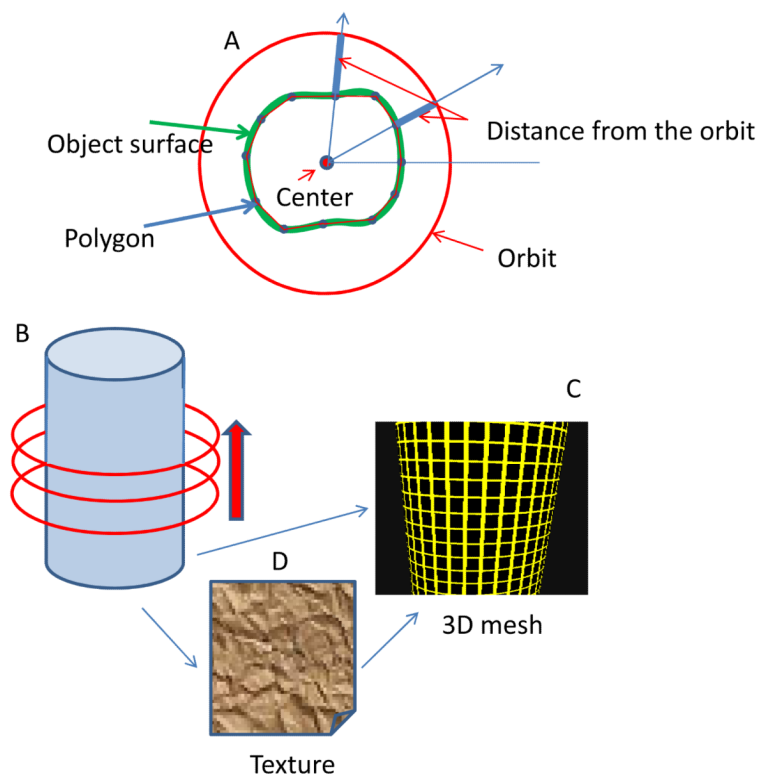 A
Object surface
Distance from the orbit
Center
Polygon
Orbit
B
C
D
3D mesh
Texture